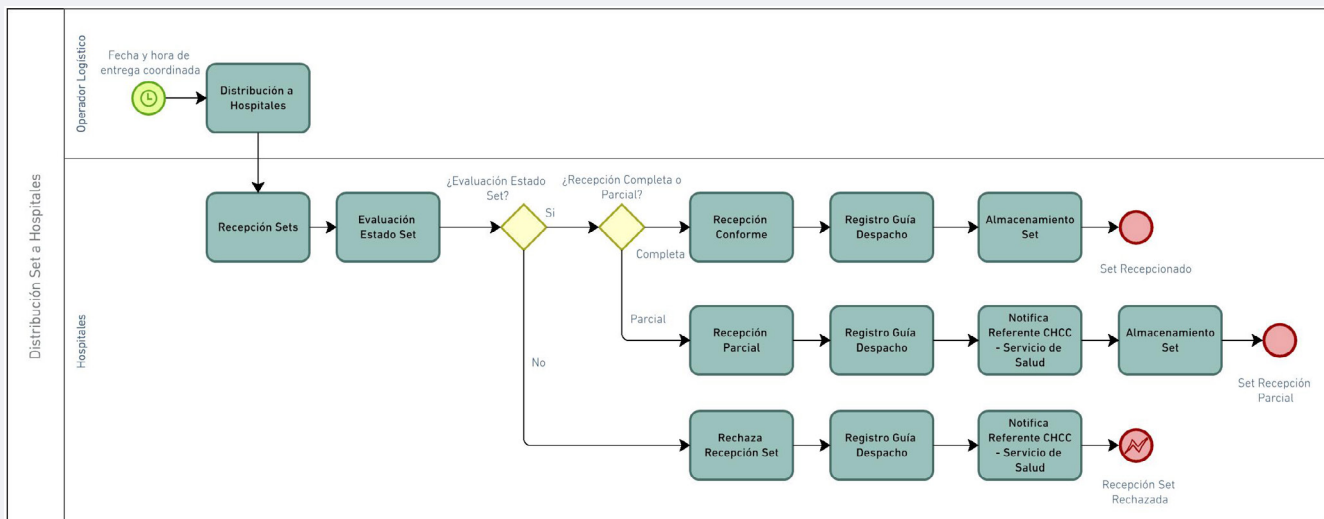 Distribución Set a Hospitales
Operador Logístico
Fecha y hora de
entrega coordinada
Distribución a
Hospitales
Hospitales
Recepción Sets
Evaluación
Estado Set
¿Evaluación Estado
Set?
Si
No
¿Recepción Completa o
Parcial?
Completa
Parcial
Recepción
Conforme
Registro Guía
Despacho
Almacenamiento
Set
Set Recepcionado
Recepción
Parcial
Registro Guía
Despacho
Notifica
Referente CHCC
- Servicio de
Salud
Almacenamiento
Set
Set Recepción
Parcial
Rechaza
Recepción Set
Registro Guía
Despacho
Notifica
Referente CHCC
- Servicio de
Salud
Recepción Set
Rechazada